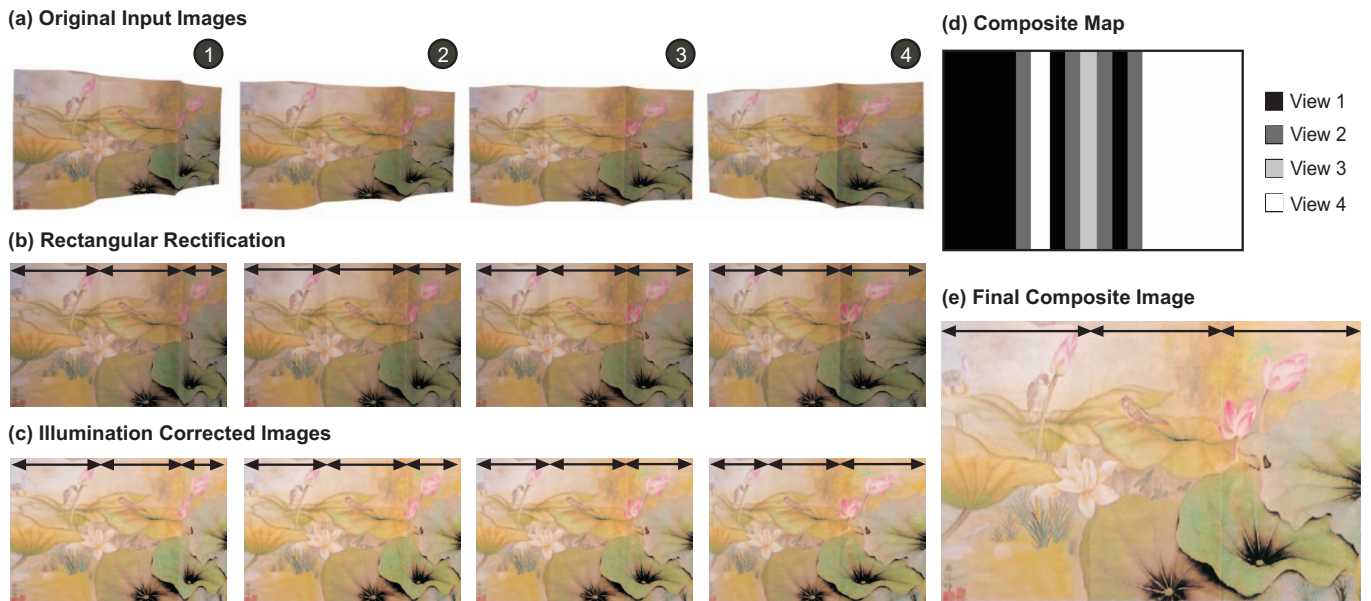 (a) Original Input Images
1
2
3
4
(b) Rectangular Rectification
(c) Illumination Corrected Images
(d) Composite Map
View 1
View 2
View 3
View 4
(e) Final Composite Image